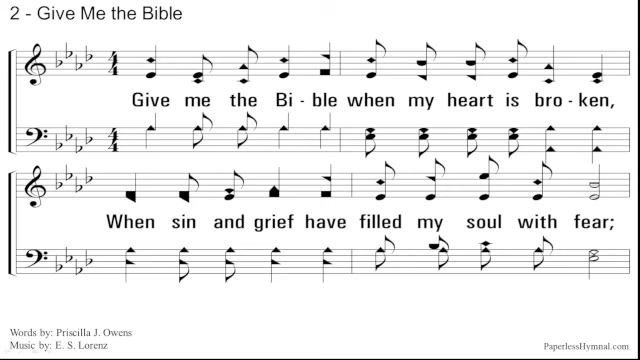 2 - Give Me the Bible
Give me the Bi - ble when my heart is bro - ken,
When sin and grief have filled my soul with fear;
Words by: Priscilla J. Owens
Music by: E. S. Lorenz
PaperlessHymnal.com